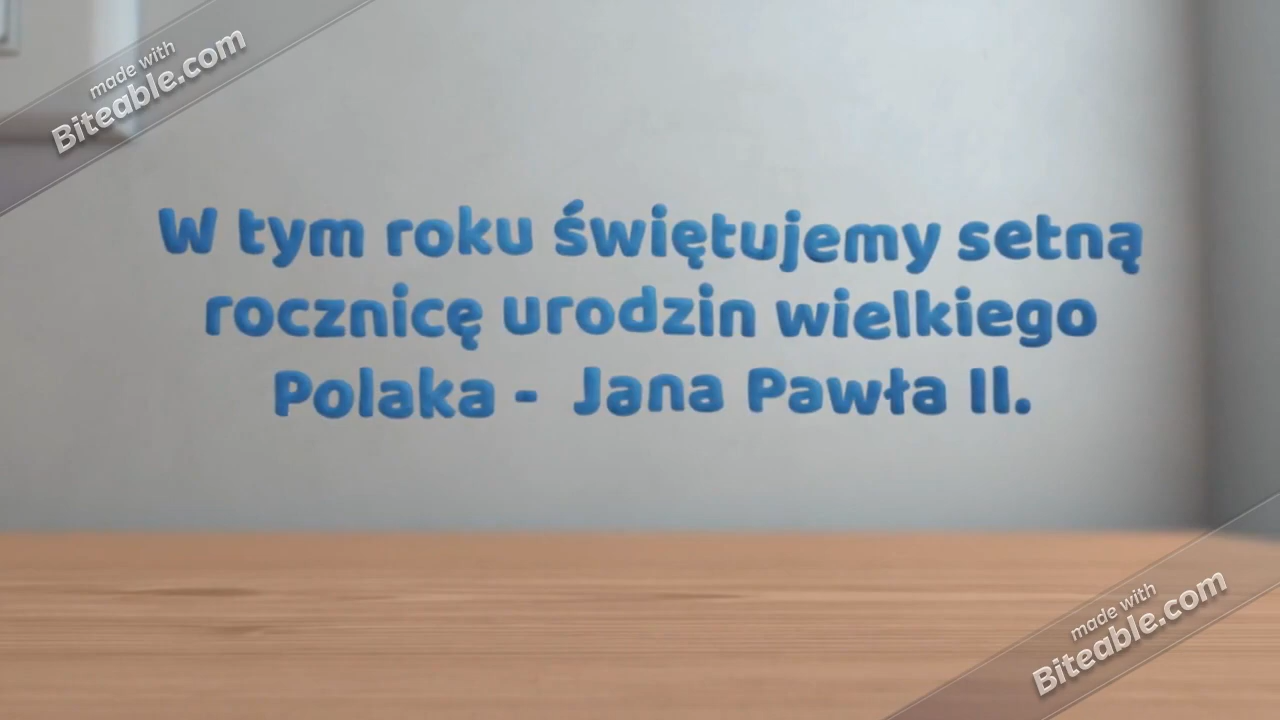 made with
Biteable.com
W tym roku świętujemy setną
rocznicę urodzin wielkiego
Polaka - Jana Pawła II.
made with
Biteable.com